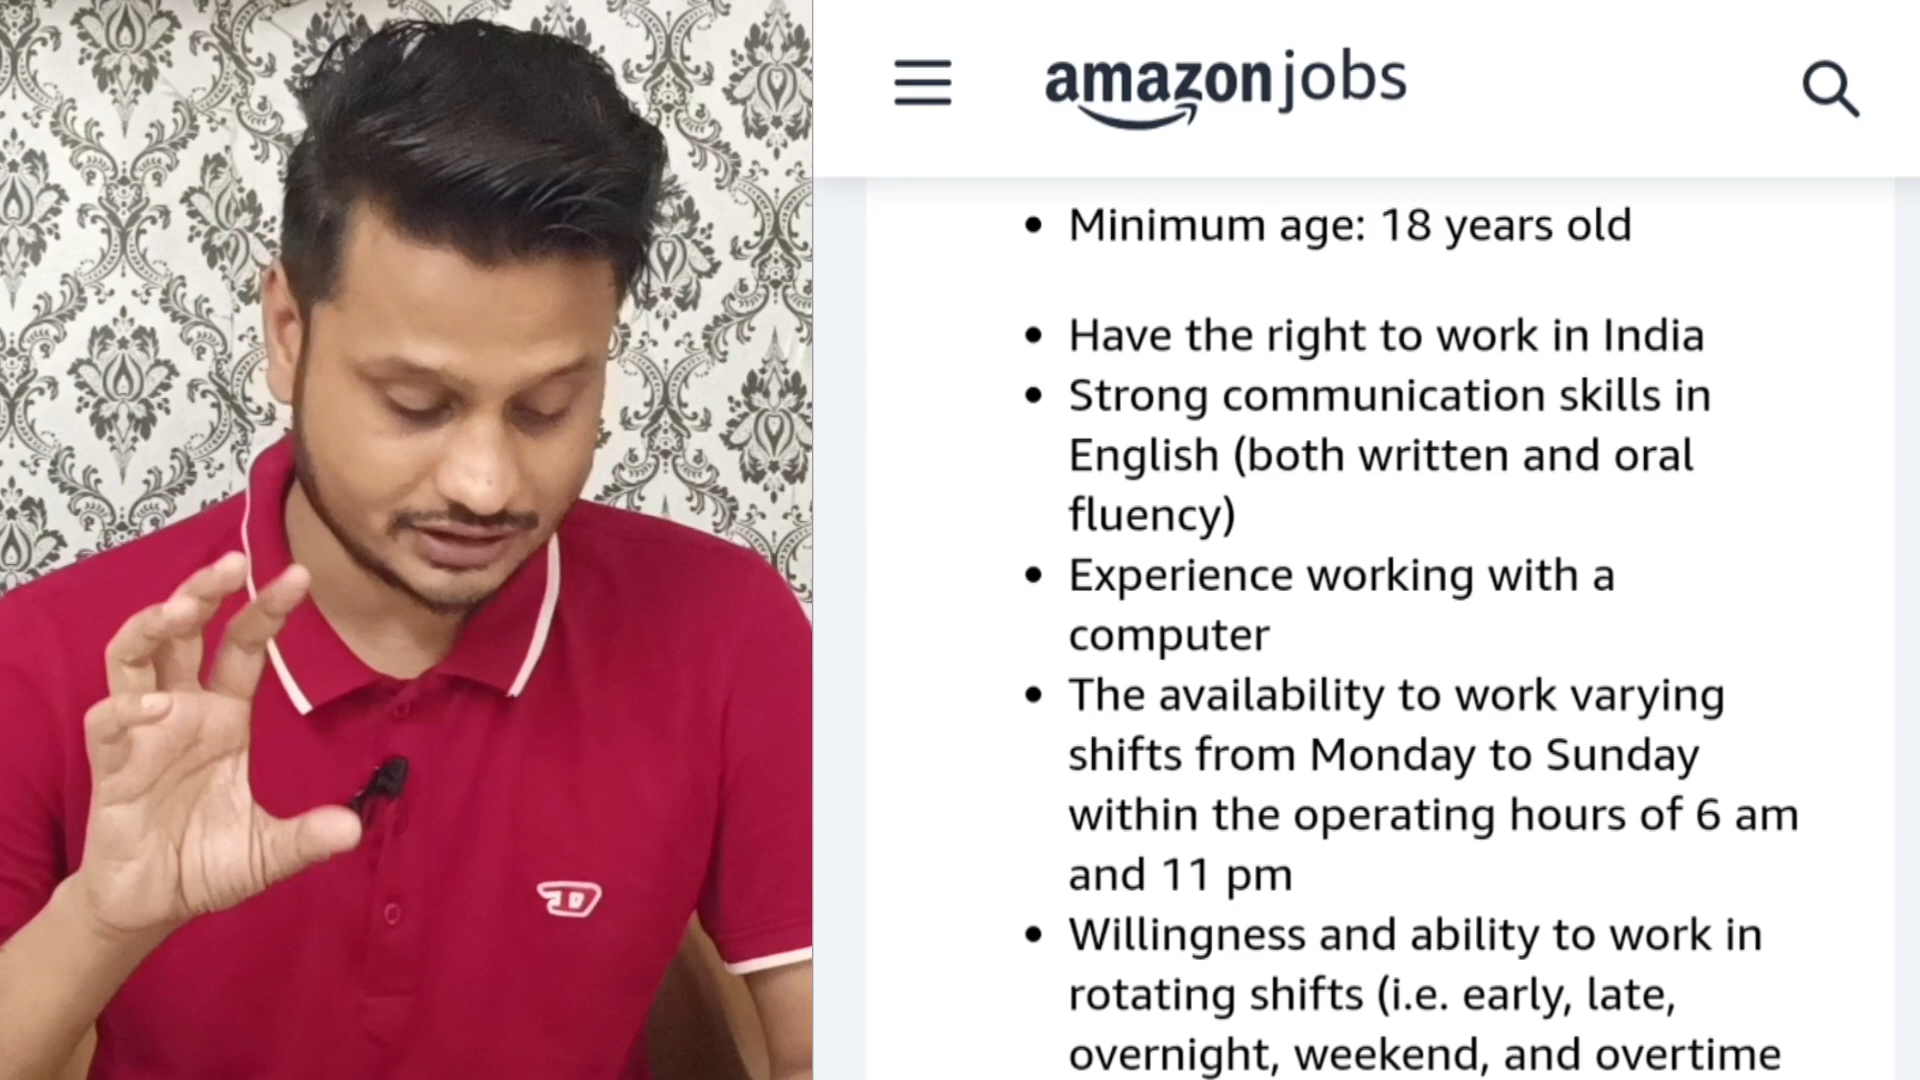 amazon jobs
• Minimum age: 18 years old
• Have the right to work in India
• Strong communication skills in
English (both written and oral
fluency)
• Experience working with a
computer
• The availability to work varying
shifts from Monday to Sunday
within the operating hours of 6 am
and 11 pm
• Willingness and ability to work in
rotating shifts (i.e. early, late,
overnight, weekend, and overtime
D